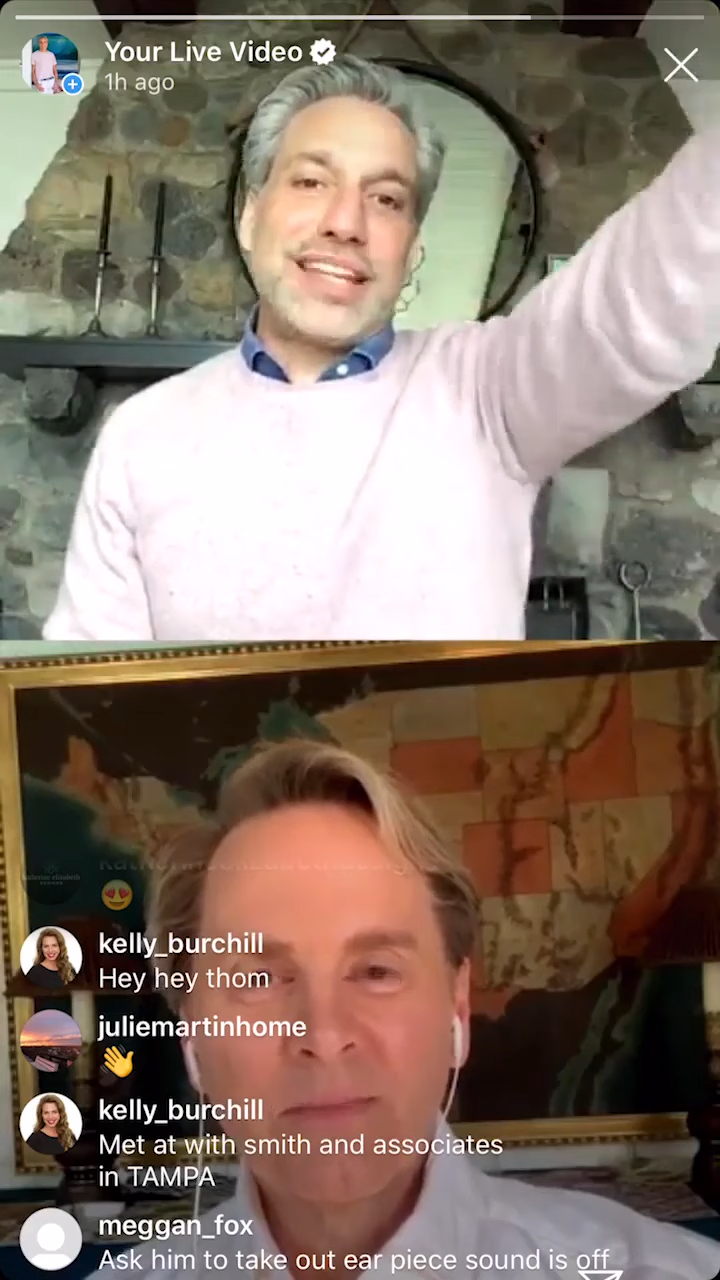 Your Live Video
1h ago
kelly_burchill
Hey hey thom
juliemartinhome
👋
kelly_burchill
Met at with smith and associates
in TAMPA
meggan_fox
Ask him to take out ear piece sound is off